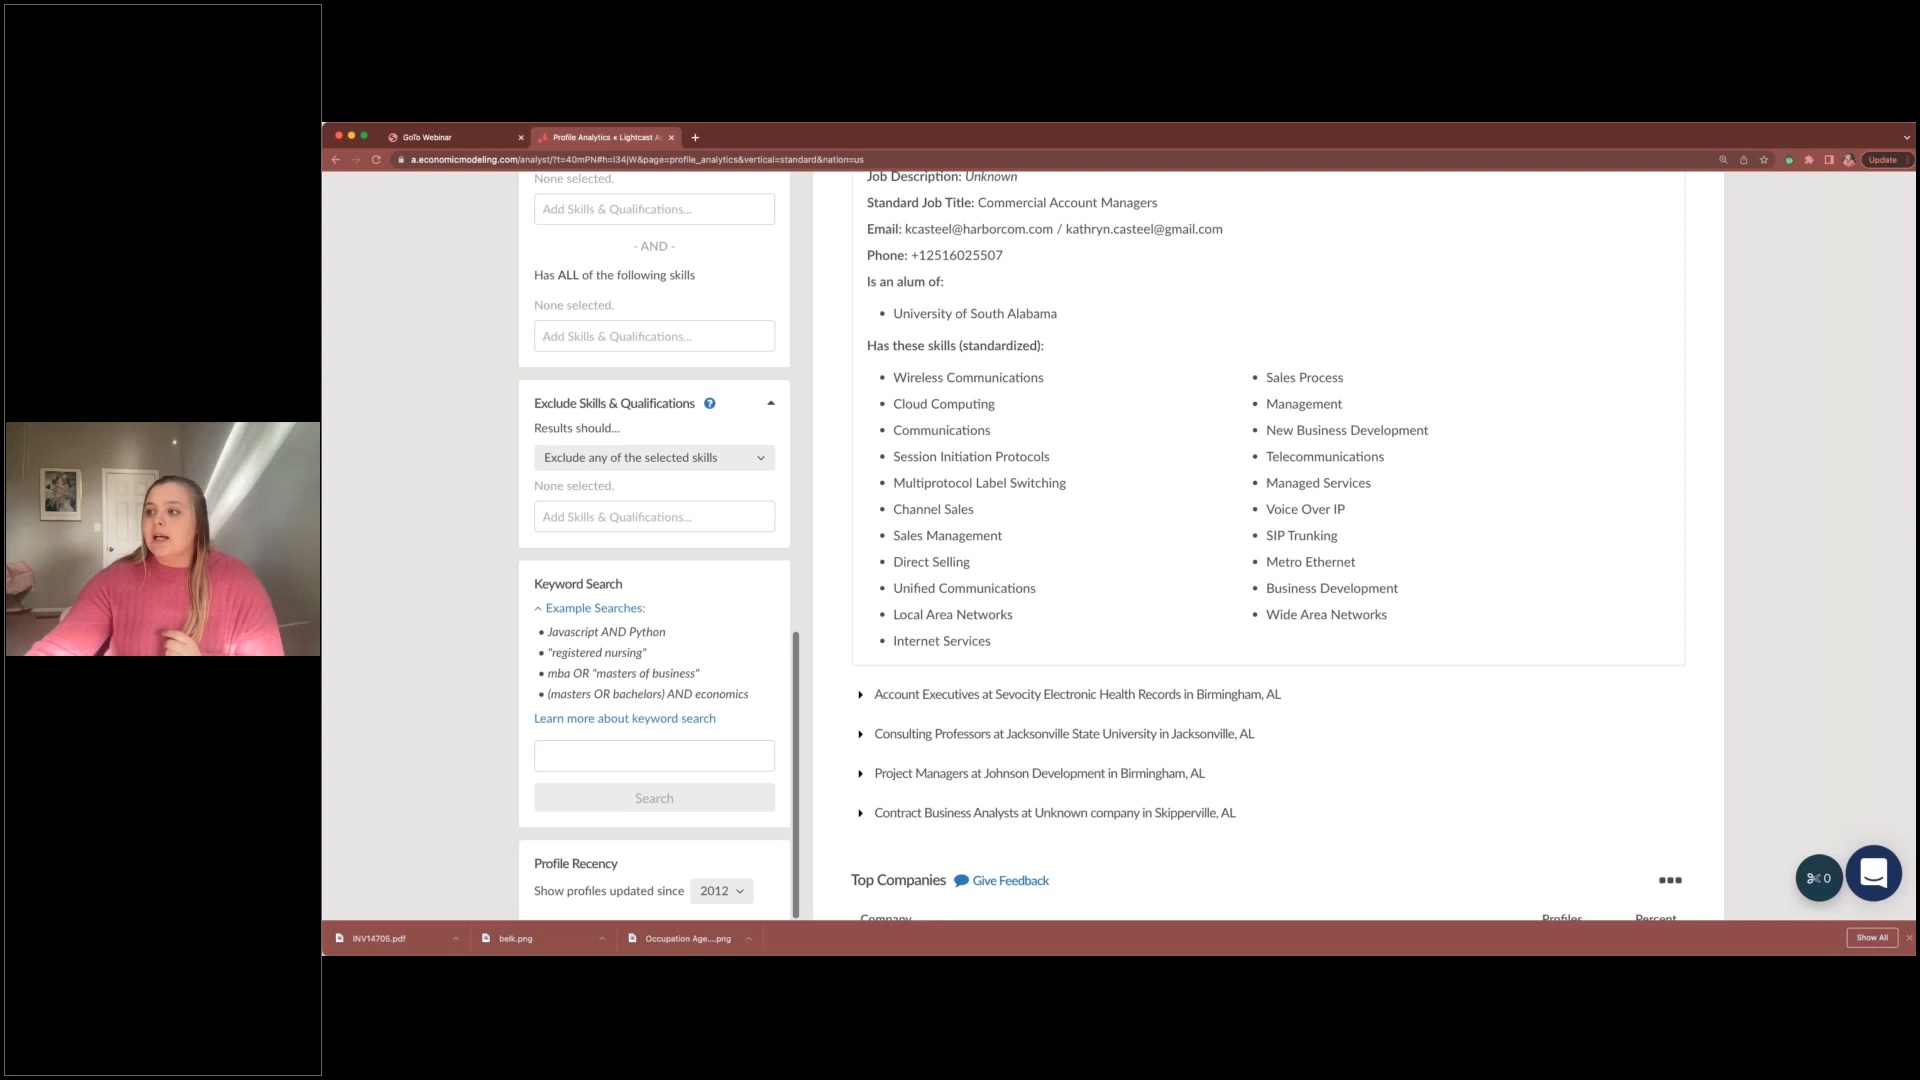 GoTo Webinar
Profile Analytics « Lightcast A
a.economicmodeling.com/analyst/?t=40mPN#h=l34jW&page=profile_analytics&vertical=standard&nation=us
Update
None selected.
Add Skills & Qualifications...
- AND -
Has ALL of the following skills
None selected.
Add Skills & Qualifications...
Exclude Skills & Qualifications ?
Results should...
Exclude any of the selected skills
None selected.
Add Skills & Qualifications...
Keyword Search
Example Searches:
• Javascript AND Python
• "registered nursing"
• mba OR "masters of business"
• (masters OR bachelors) AND economics
Learn more about keyword search
Search
Profile Recency
Show profiles updated since 2012
Job Description: Unknown
Standard Job Title: Commercial Account Managers
Email: kcasteel@harborcom.com / kathryn.casteel@gmail.com
Phone: +12516025507
Is an alum of:
• University of South Alabama
Has these skills (standardized):
• Wireless Communications
• Cloud Computing
• Communications
• Session Initiation Protocols
• Multiprotocol Label Switching
• Channel Sales
• Sales Management
• Direct Selling
• Unified Communications
• Local Area Networks
• Internet Services
• Sales Process
• Management
• New Business Development
• Telecommunications
• Managed Services
• Voice Over IP
• SIP Trunking
• Metro Ethernet
• Business Development
• Wide Area Networks
Account Executives at Sevocity Electronic Health Records in Birmingham, AL
Consulting Professors at Jacksonville State University in Jacksonville, AL
Project Managers at Johnson Development in Birmingham, AL
Contract Business Analysts at Unknown company in Skipperville, AL
Top Companies Give Feedback
Company Profiles Percent
0
INV14705.pdf
belk.png
Occupation Age....png
Show All